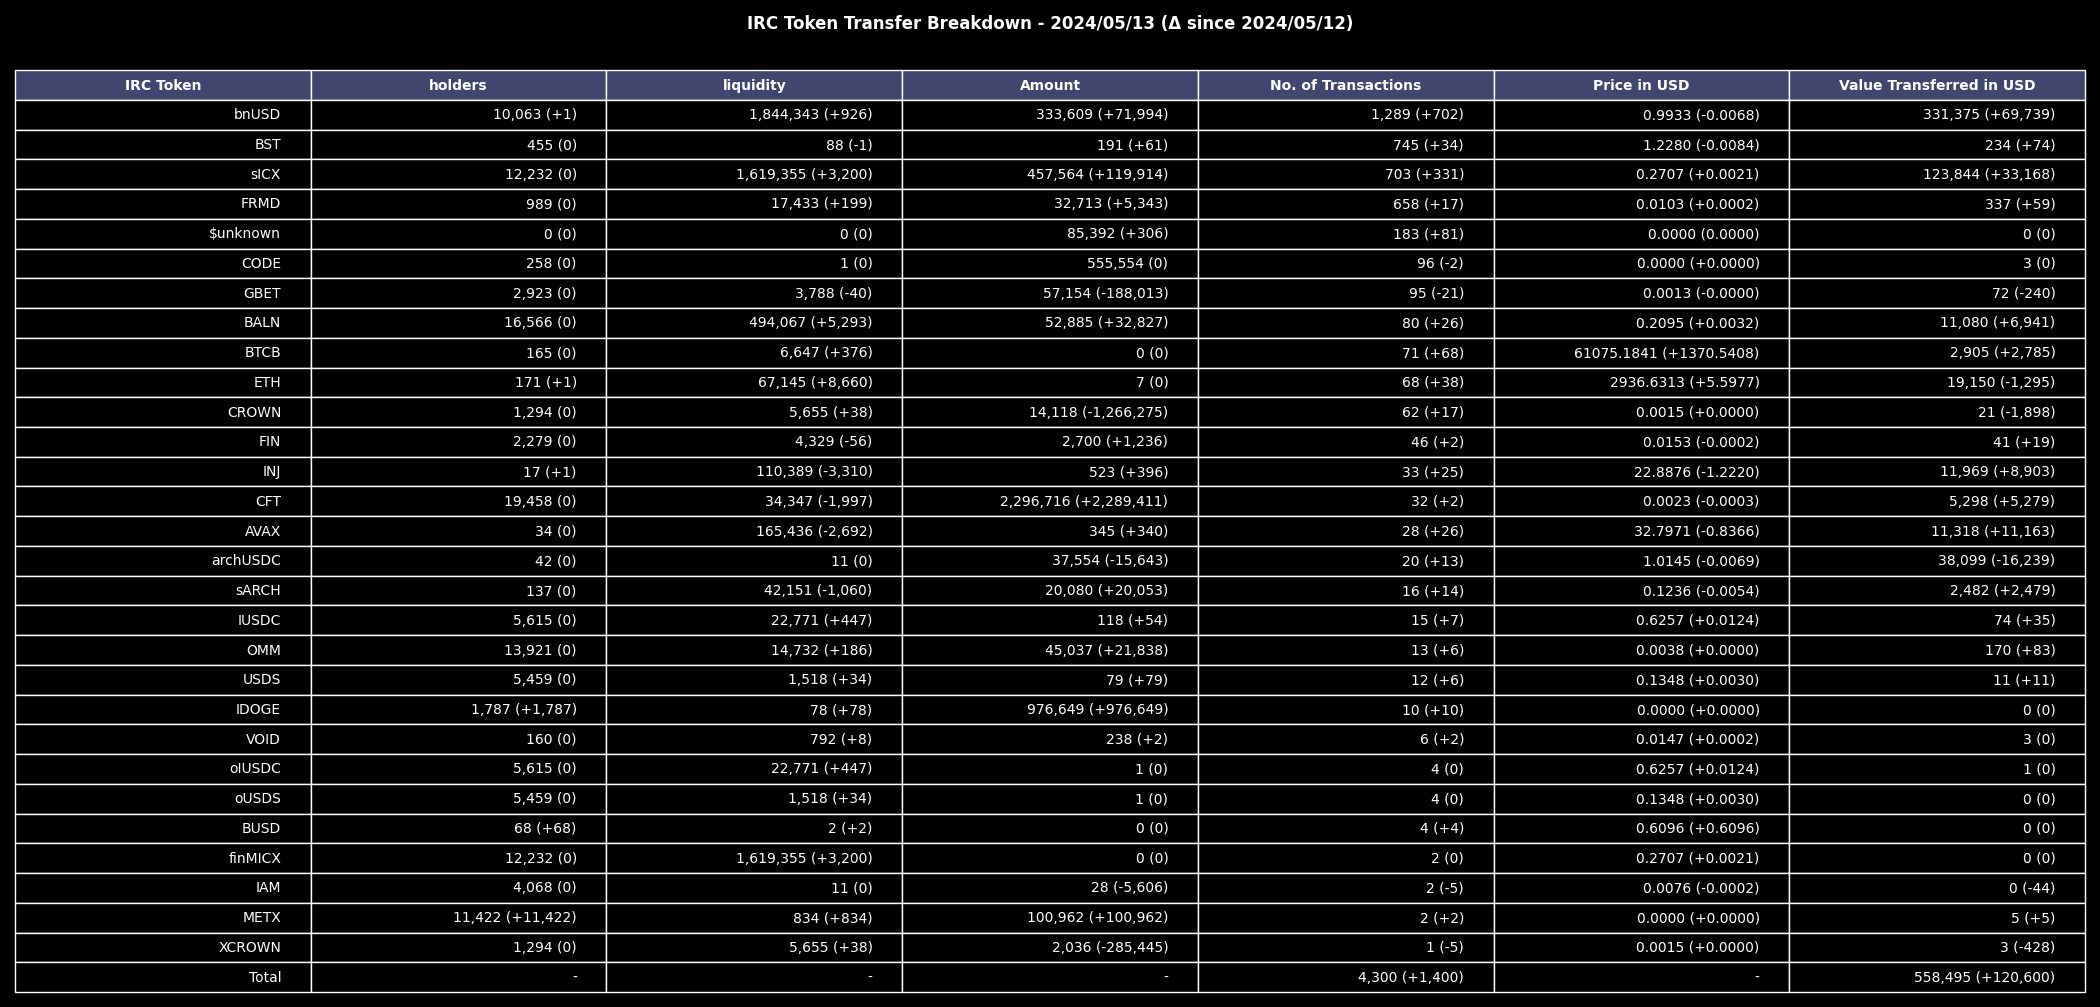 IRC Token Transfer Breakdown - 2024/05/13 (Δ since 2024/05/12)
IRC Token holders liquidity Amount No. of Transactions Price in USD Value Transferred in USD
bnUSD 10,063 (+1) 1,844,343 (+926) 333,609 (+71,994) 1,289 (+702) 0.9933 (-0.0068) 331,375 (+69,739)
BST 455 (0) 88 (-1) 191 (+61) 745 (+34) 1.2280 (-0.0084) 234 (+74)
sICX 12,232 (0) 1,619,355 (+3,200) 457,564 (+119,914) 703 (+331) 0.2707 (+0.0021) 123,844 (+33,168)
FRMD 989 (0) 17,433 (+199) 32,713 (+5,343) 658 (+17) 0.0103 (+0.0002) 337 (+59)
$unknown 0 (0) 0 (0) 85,392 (+306) 183 (+81) 0.0000 (0.0000) 0 (0)
CODE 258 (0) 1 (0) 555,554 (0) 96 (-2) 0.0000 (+0.0000) 3 (0)
GBET 2,923 (0) 3,788 (-40) 57,154 (-188,013) 95 (-21) 0.0013 (-0.0000) 72 (-240)
BALN 16,566 (0) 494,067 (+5,293) 52,885 (+32,827) 80 (+26) 0.2095 (+0.0032) 11,080 (+6,941)
BTCB 165 (0) 6,647 (+376) 0 (0) 71 (+68) 61075.1841 (+1370.5408) 2,905 (+2,785)
ETH 171 (+1) 67,145 (+8,660) 7 (0) 68 (+38) 2936.6313 (+5.5977) 19,150 (-1,295)
CROWN 1,294 (0) 5,655 (+38) 14,118 (-1,266,275) 62 (+17) 0.0015 (+0.0000) 21 (-1,898)
FIN 2,279 (0) 4,329 (-56) 2,700 (+1,236) 46 (+2) 0.0153 (-0.0002) 41 (+19)
INJ 17 (+1) 110,389 (-3,310) 523 (+396) 33 (+25) 22.8876 (-1.2220) 11,969 (+8,903)
CFT 19,458 (0) 34,347 (-1,997) 2,296,716 (+2,289,411) 32 (+2) 0.0023 (-0.0003) 5,298 (+5,279)
AVAX 34 (0) 165,436 (-2,692) 345 (+340) 28 (+26) 32.7971 (-0.8366) 11,318 (+11,163)
archUSDC 42 (0) 11 (0) 37,554 (-15,643) 20 (+13) 1.0145 (-0.0069) 38,099 (-16,239)
sARCH 137 (0) 42,151 (-1,060) 20,080 (+20,053) 16 (+14) 0.1236 (-0.0054) 2,482 (+2,479)
IUSDC 5,615 (0) 22,771 (+447) 118 (+54) 15 (+7) 0.6257 (+0.0124) 74 (+35)
OMM 13,921 (0) 14,732 (+186) 45,037 (+21,838) 13 (+6) 0.0038 (+0.0000) 170 (+83)
USDS 5,459 (0) 1,518 (+34) 79 (+79) 12 (+6) 0.1348 (+0.0030) 11 (+11)
IDOGE 1,787 (+1,787) 78 (+78) 976,649 (+976,649) 10 (+10) 0.0000 (+0.0000) 0 (0)
VOID 160 (0) 792 (+8) 238 (+2) 6 (+2) 0.0147 (+0.0002) 3 (0)
oIUSDC 5,615 (0) 22,771 (+447) 1 (0) 4 (0) 0.6257 (+0.0124) 1 (0)
oUSDS 5,459 (0) 1,518 (+34) 1 (0) 4 (0) 0.1348 (+0.0030) 0 (0)
BUSD 68 (+68) 2 (+2) 0 (0) 4 (+4) 0.6096 (+0.6096) 0 (0)
finMICX 12,232 (0) 1,619,355 (+3,200) 0 (0) 2 (0) 0.2707 (+0.0021) 0 (0)
IAM 4,068 (0) 11 (0) 28 (-5,606) 2 (-5) 0.0076 (-0.0002) 0 (-44)
METX 11,422 (+11,422) 834 (+834) 100,962 (+100,962) 2 (+2) 0.0000 (+0.0000) 5 (+5)
XCROWN 1,294 (0) 5,655 (+38) 2,036 (-285,445) 1 (-5) 0.0015 (+0.0000) 3 (-428)
Total - - - 4,300 (+1,400) - 558,495 (+120,600)